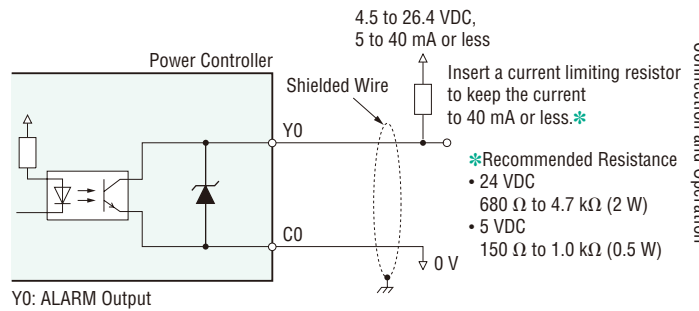 4.5 to 26.4 VDC,
5 to 40 mA or less
Power Controller
Shielded Wire
Insert a current limiting resistor
to keep the current
to 40 mA or less.✻
Y0
✻Recommended Resistance
• 24 VDC
680 Ω to 4.7 kΩ (2 W)
• 5 VDC
150 Ω to 1.0 kΩ (0.5 W)
C0
0 V
Y0: ALARM Output